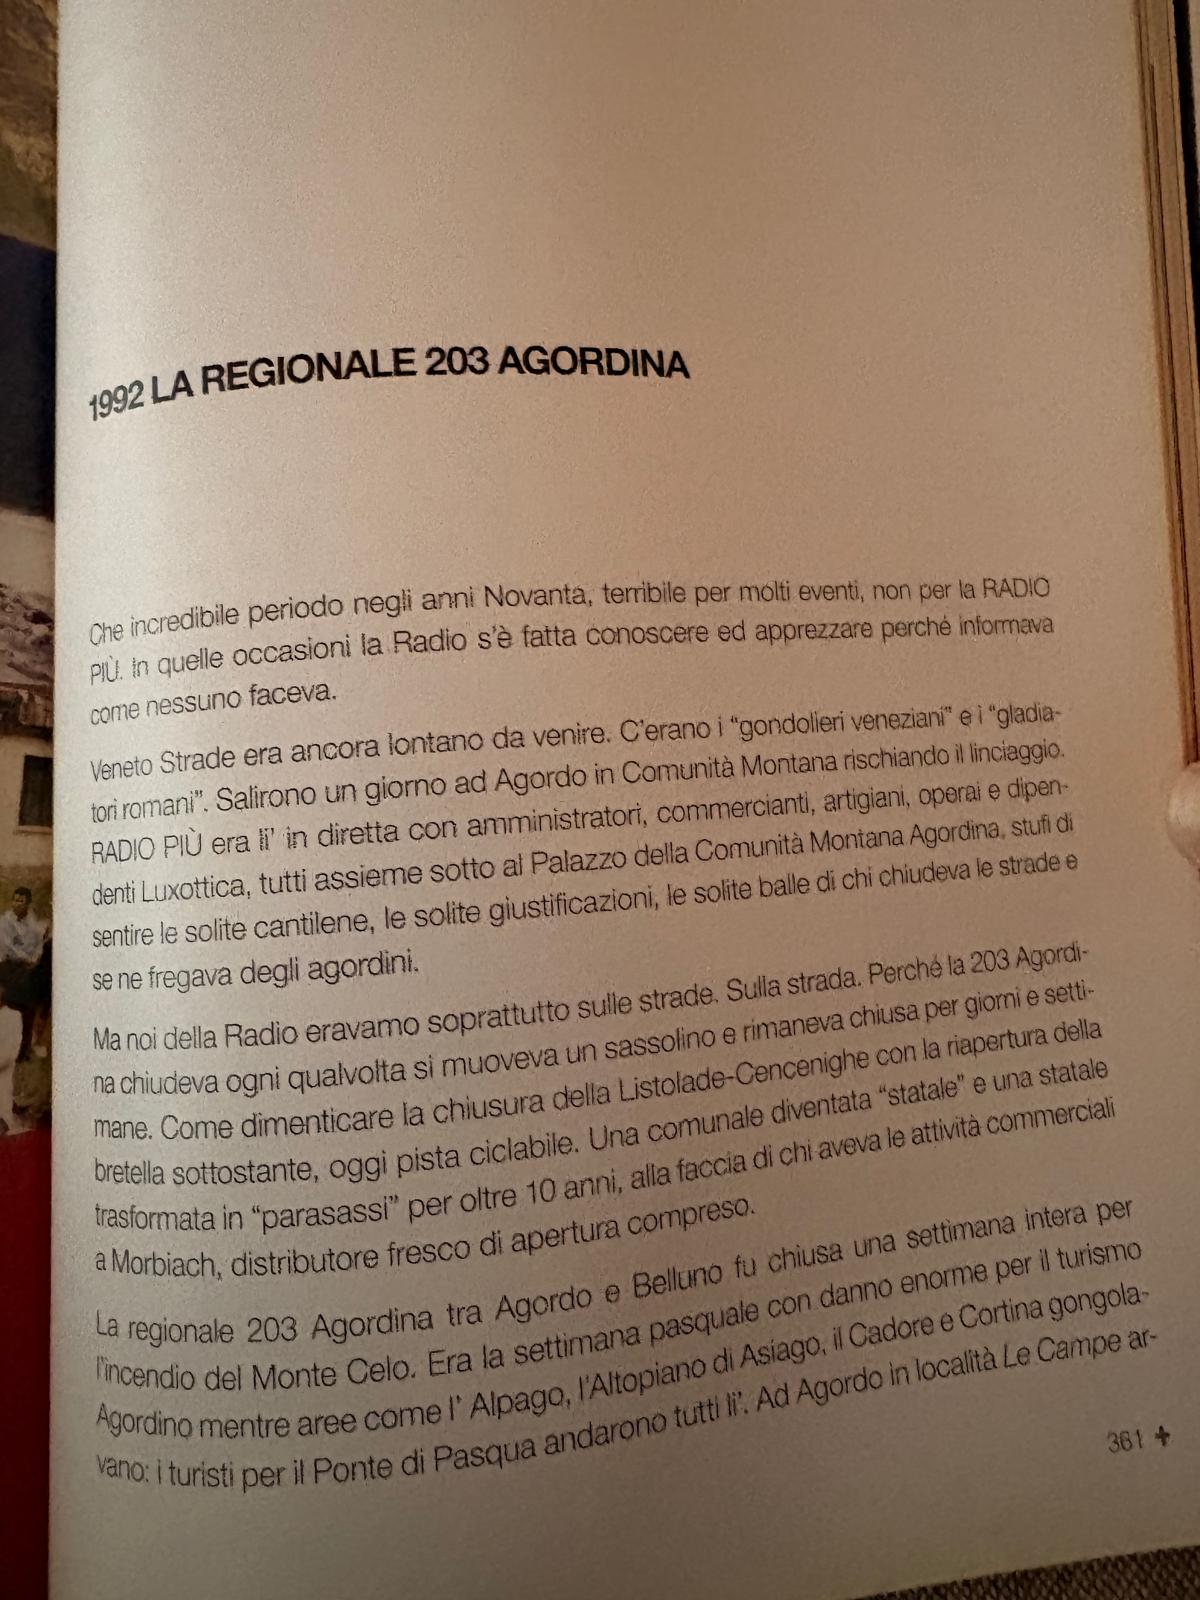 1992 LA REGIONALE 203 AGORDINA
Che incredibile periodo negli anni Novanta, terribile per molti eventi, non per la RADIO
PIÙ. In quelle occasioni la Radio s'è fatta conoscere ed apprezzare perché informava
come nessuno faceva.
Veneto Strade era ancora lontano da venire. C'erano i “gondolieri veneziani” e i “gladia-
tori romani”. Salirono un giorno ad Agordo in Comunità Montana rischiando il linciaggio.
RADIO PIÙ era li' in diretta con amministratori, commercianti, artigiani, operai e dipen-
denti Luxottica, tutti assieme sotto al Palazzo della Comunità Montana Agordina, stufi di
sentire le solite cantilene, le solite giustificazioni, le solite balle di chi chiudeva le strade e
se ne fregava degli agordini.
Ma noi della Radio eravamo soprattutto sulle strade. Sulla strada. Perché la 203 Agordi-
na chiudeva ogni qualvolta si muoveva un sassolino e rimaneva chiusa per giorni e setti-
mane. Come dimenticare la chiusura della Listolade-Cencenighe con la riapertura della
bretella sottostante, oggi pista ciclabile. Una comunale diventata “statale” e una statale
trasformata in “parasassi” per oltre 10 anni, alla faccia di chi aveva le attività commerciali
a Morbiach, distributore fresco di apertura compreso.
La regionale 203 Agordina tra Agordo e Belluno fu chiusa una settimana intera per
l'incendio del Monte Celo. Era la settimana pasquale con danno enorme per il turismo
Agordino mentre aree come l' Alpago, l'Altopiano di Asiago, il Cadore e Cortina gongola-
vano: i turisti per il Ponte di Pasqua andarono tutti li'. Ad Agordo in località Le Campe ar-
361 +